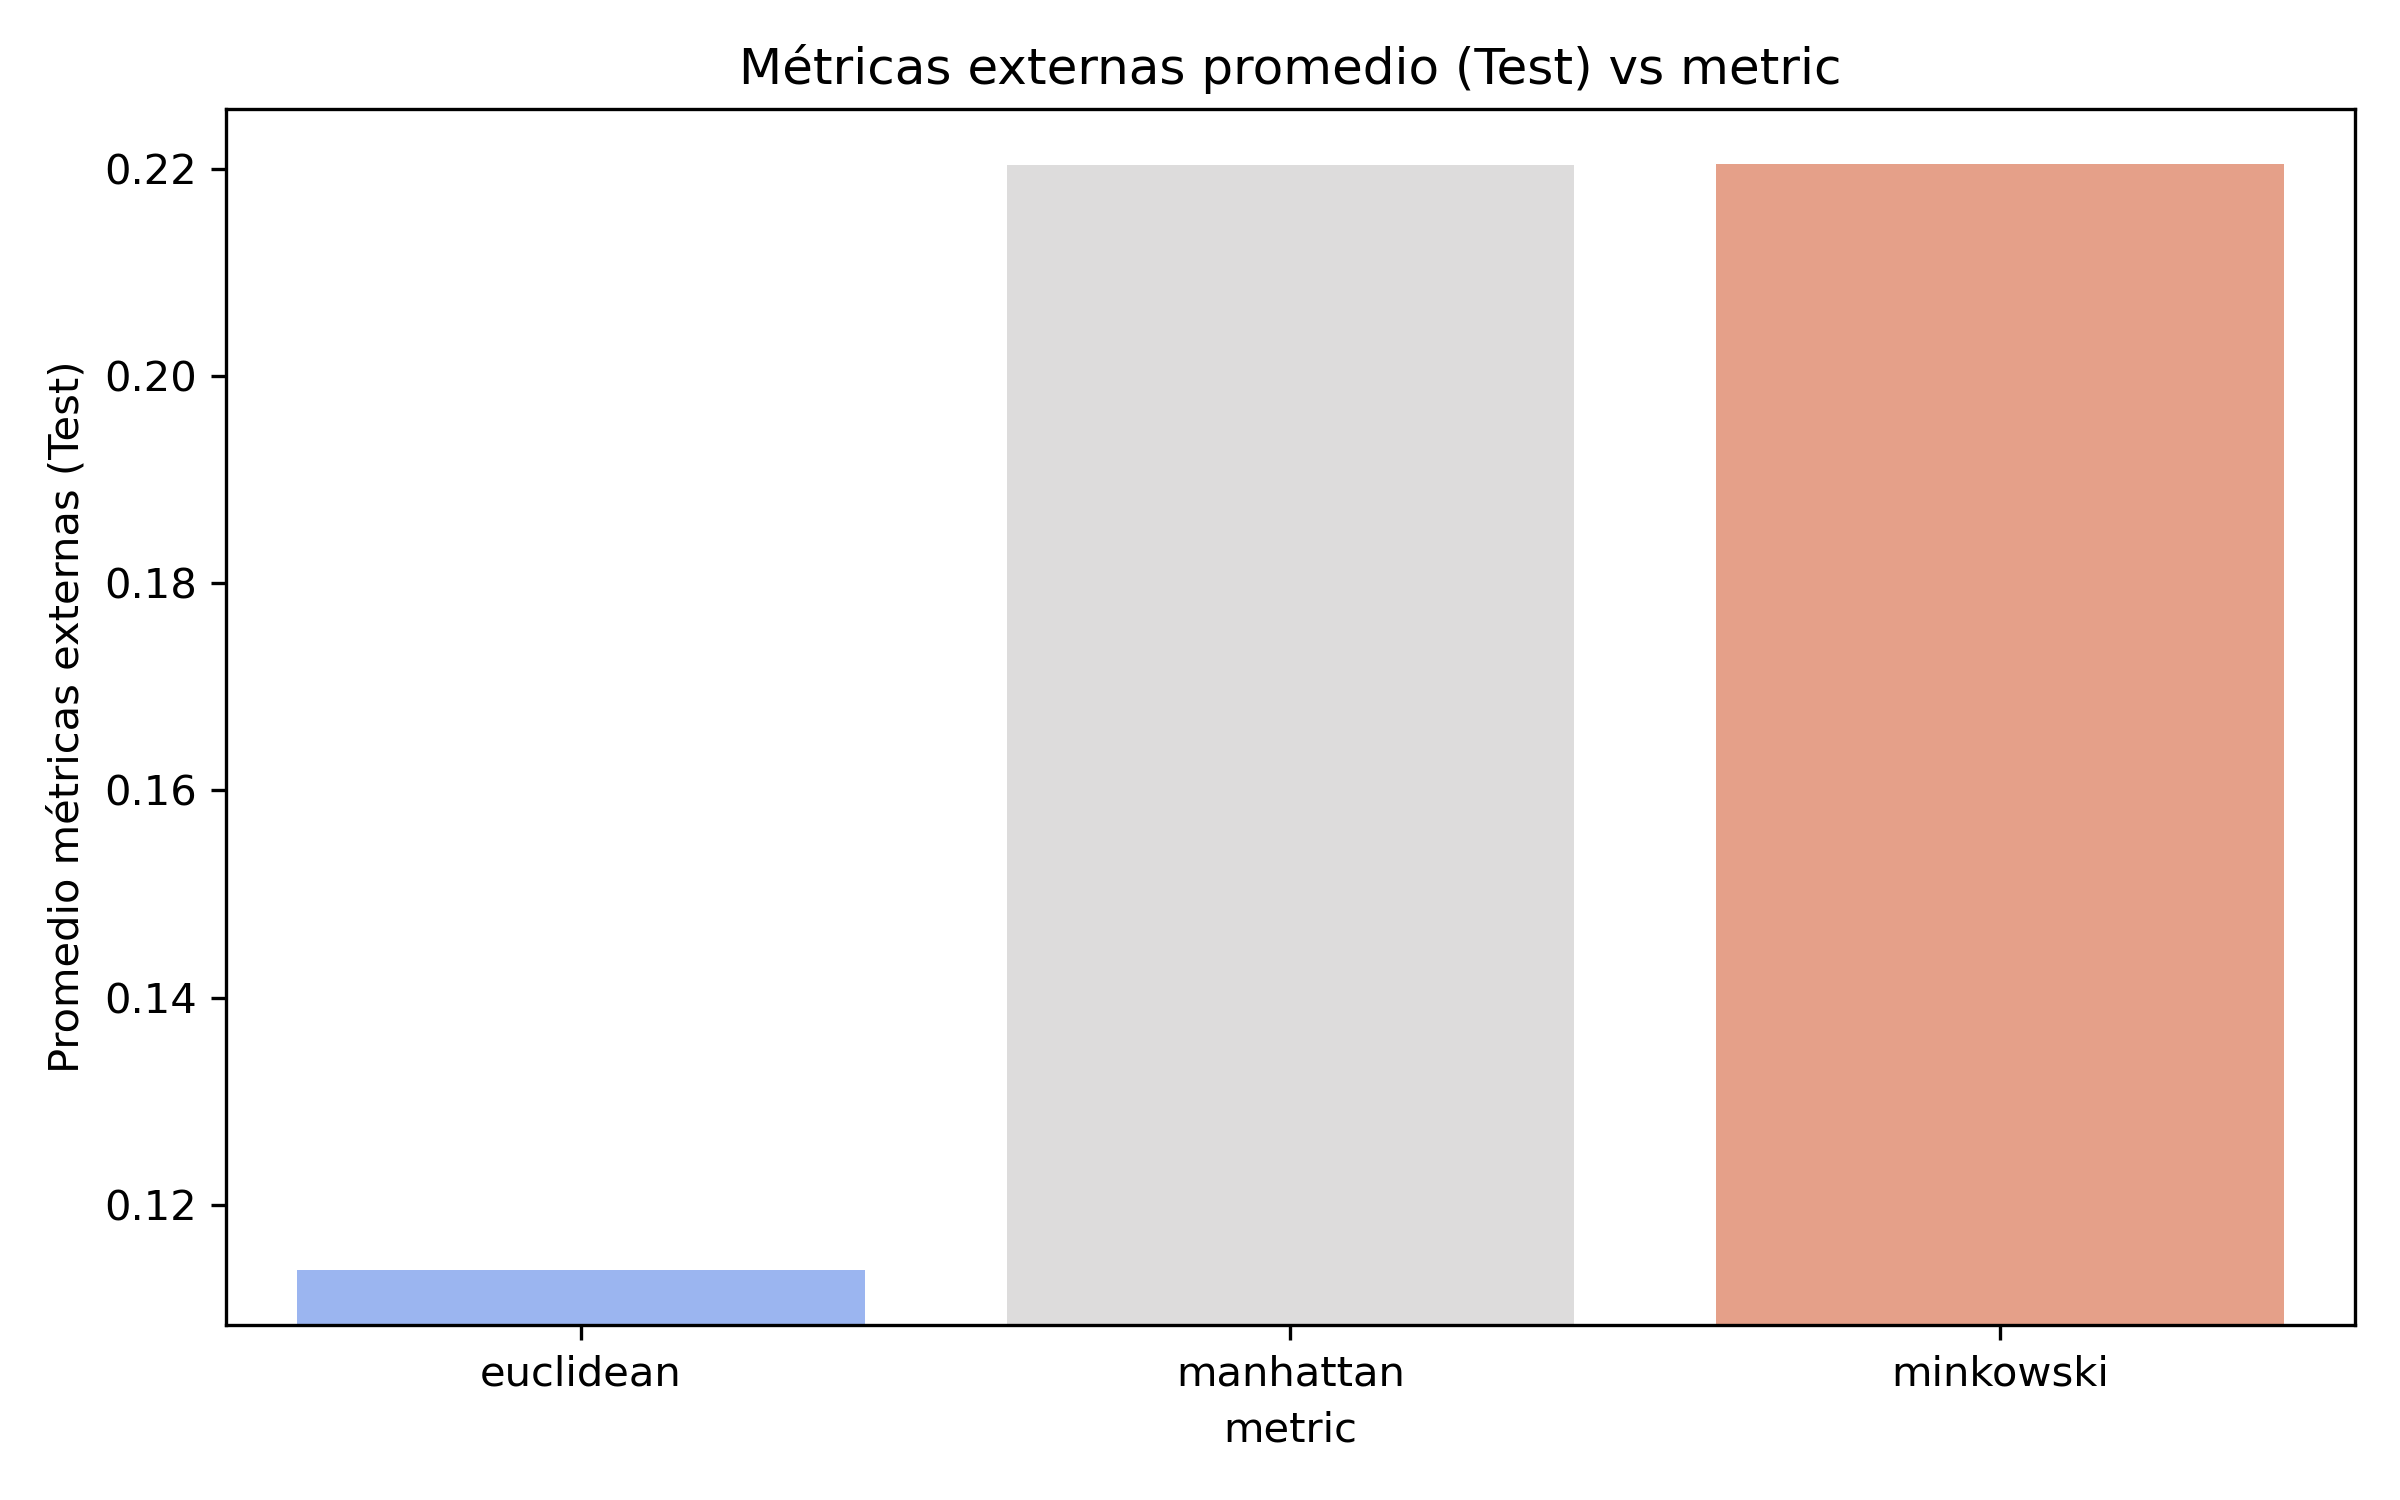 Métricas externas promedio (Test) vs metric
Promedio métricas externas (Test)
0.22
0.20
0.18
0.16
0.14
0.12
euclidean
manhattan
minkowski
metric